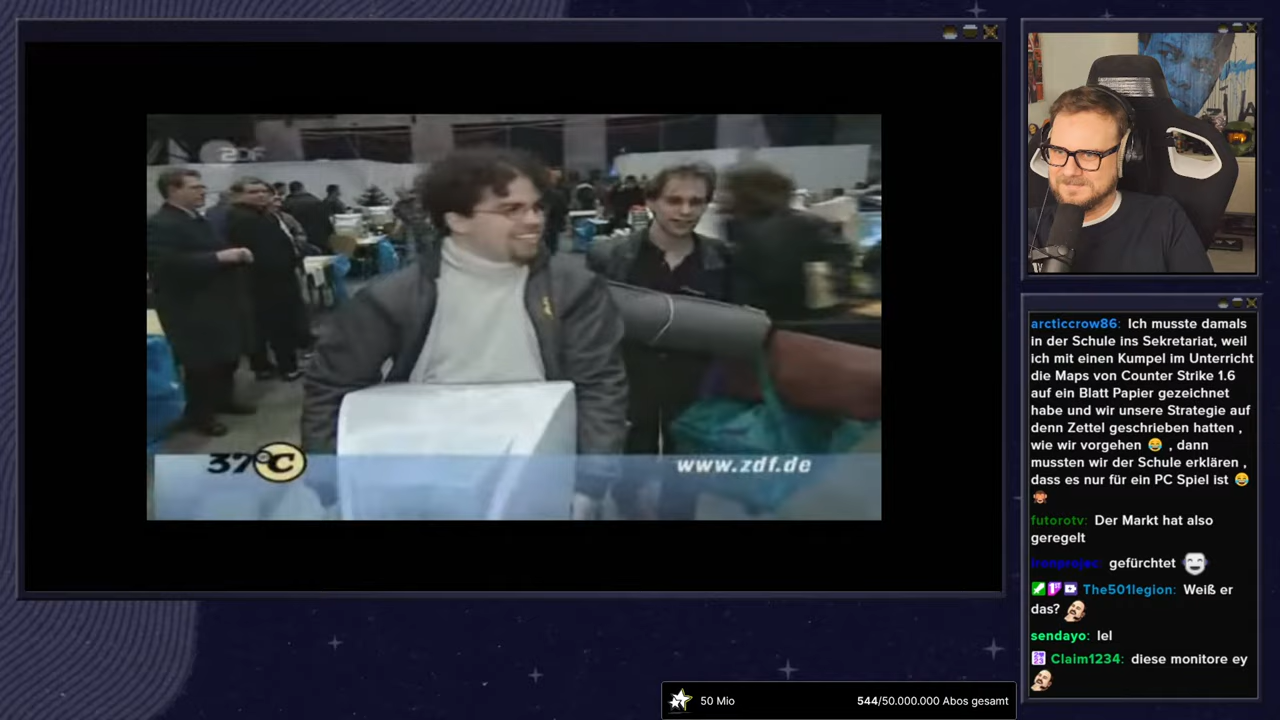 ZDF
37°C
www.zdf.de
arcticcrow86: Ich musste damals
in der Schule ins Sekretariat, weil
ich mit einen Kumpel im Unterricht
die Maps von Counter Strike 1.6
auf ein Blatt Papier gezeichnet
habe und wir unsere Strategie auf
denn Zettel geschrieben hatten ,
wie wir vorgehen 😂 , dann
mussten wir der Schule erklären ,
dass es nur für ein PC Spiel ist 😂
🙊
futorotv: Der Markt hat also
geregelt
gefürchtet
The501legion: Weiß er
das?
sendayo: lel
Claim1234: diese monitore ey
50 Mio
544/50.000.000 Abos gesamt